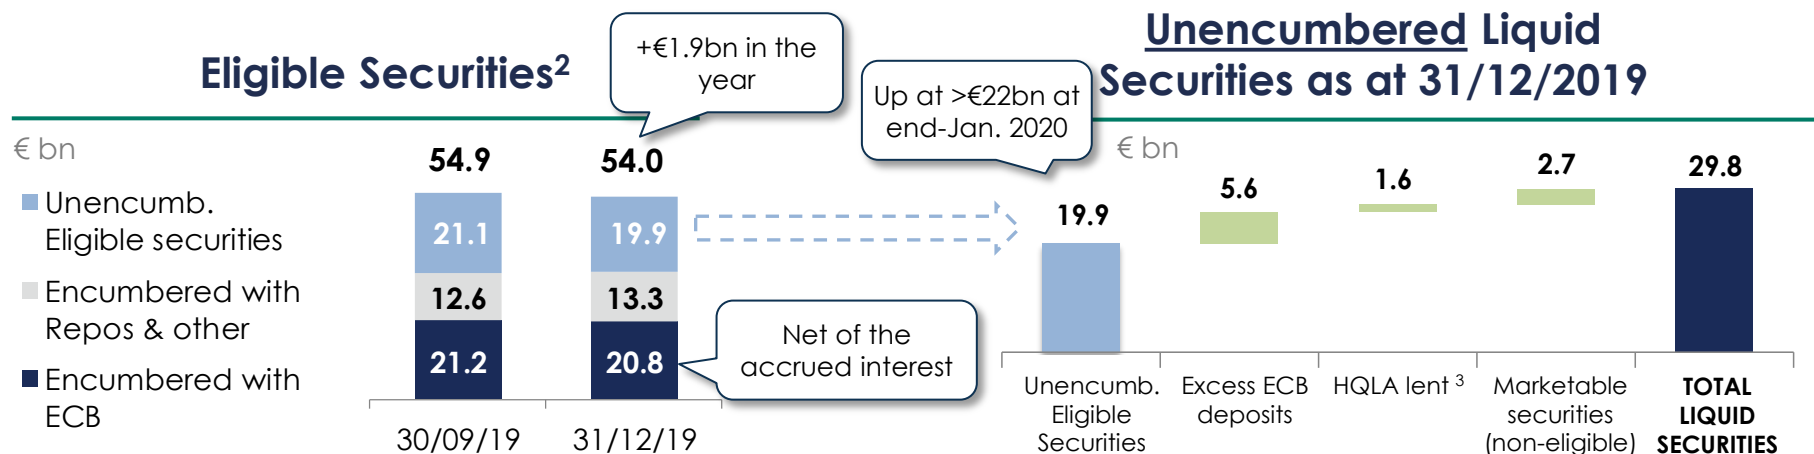 Eligible Securities²
+€1.9bn in the
year
€ bn
Unencumb.
Eligible securities
Encumbered with
Repos & other
Encumbered with
ECB
54.9
54.0
21.1
19.9
12.6
13.3
21.2
20.8
Net of the
accrued interest
30/09/19
31/12/19
Unencumbered Liquid
Securities as at 31/12/2019
Up at >€22bn at
end-Jan. 2020
€ bn
19.9
5.6
1.6
2.7
29.8
Unencumb.
Eligible
Securities
Excess ECB
deposits
HQLA lent ³
Marketable
securities
(non-eligible)
TOTAL
LIQUID
SECURITIES